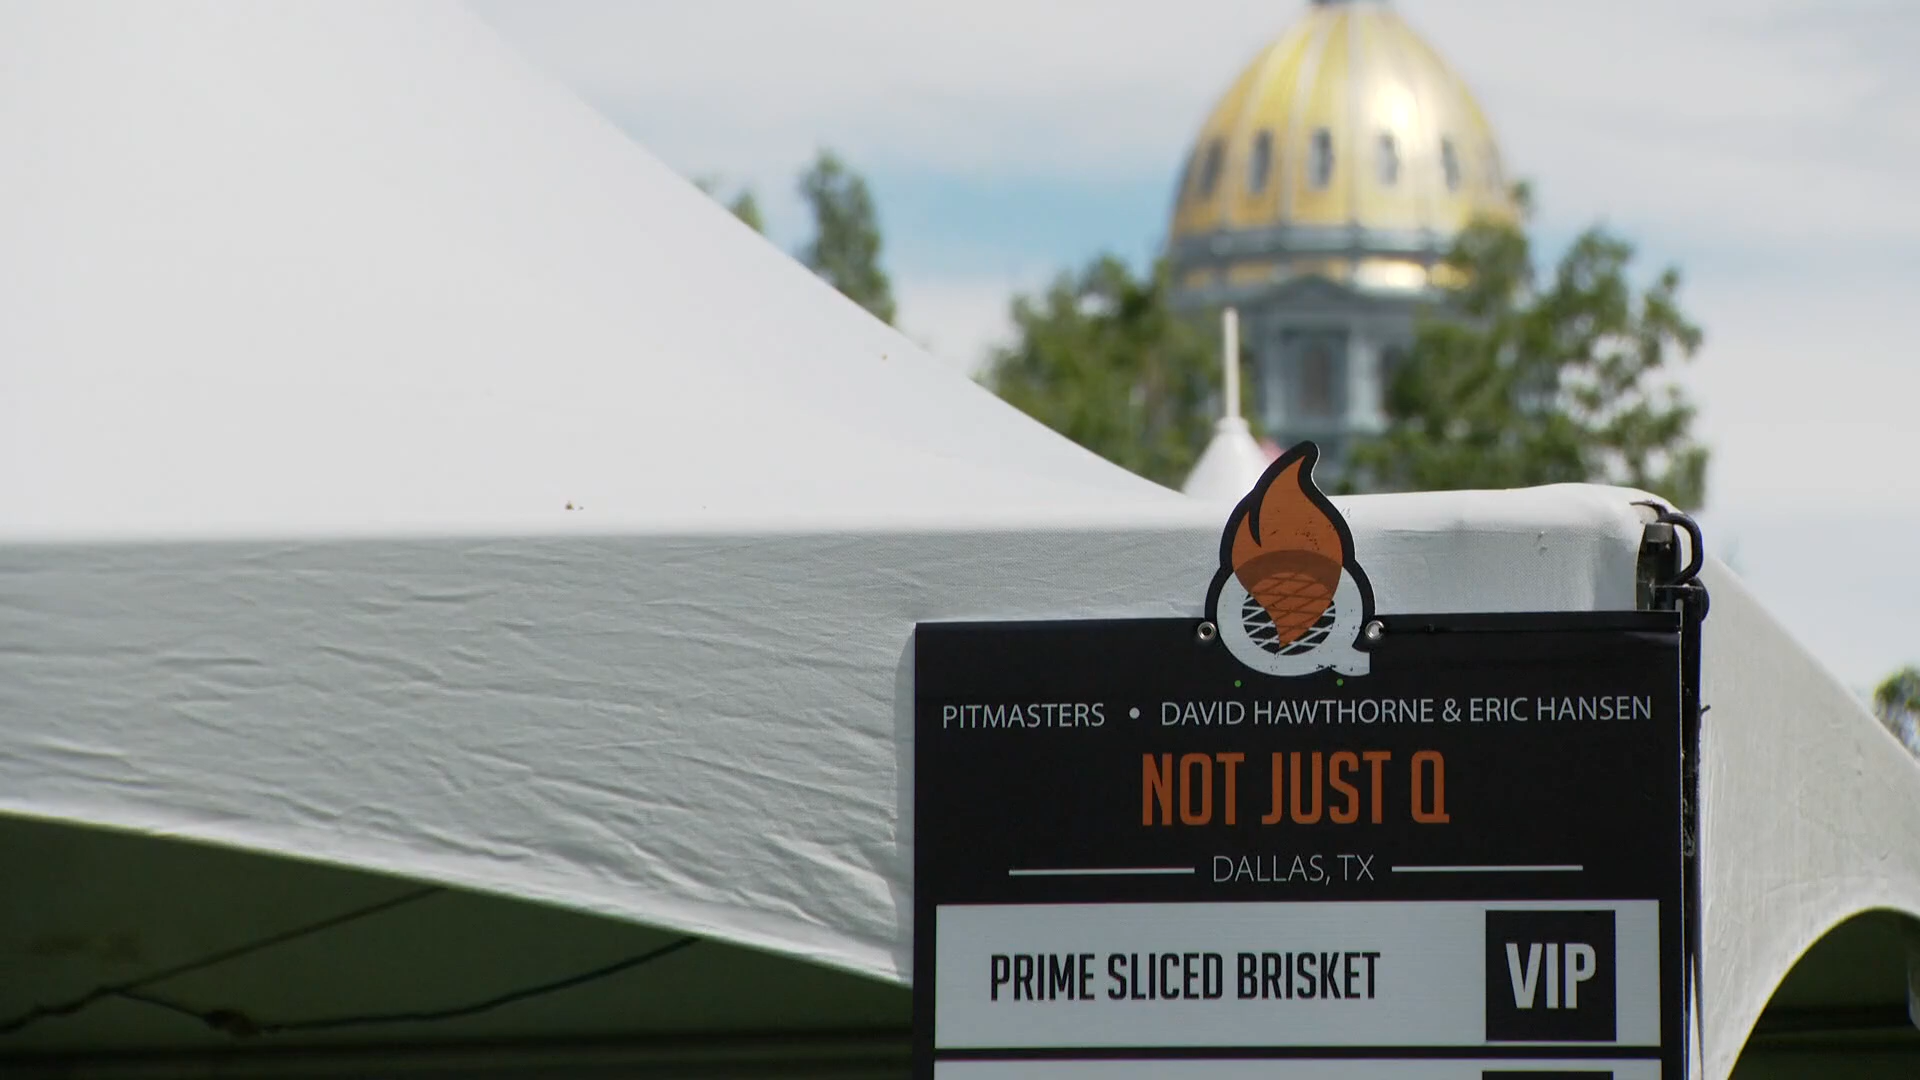 PITMASTERS • DAVID HAWTHORNE & ERIC HANSEN
NOT JUST Q
DALLAS, TX
PRIME SLICED BRISKET VIP